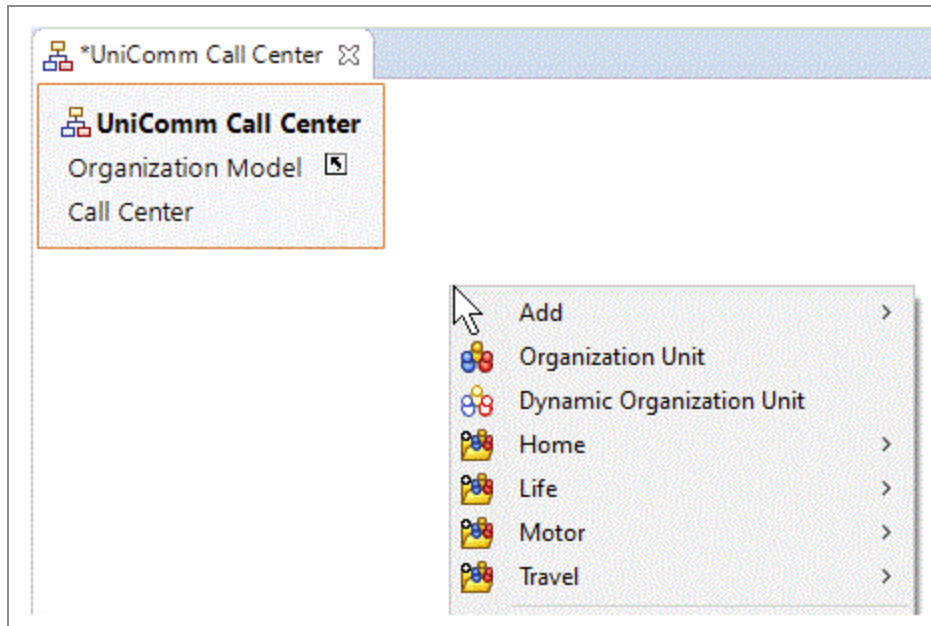 *UniComm Call Center
UniComm Call Center
Organization Model
Call Center
Add
Organization Unit
Dynamic Organization Unit
Home
Life
Motor
Travel